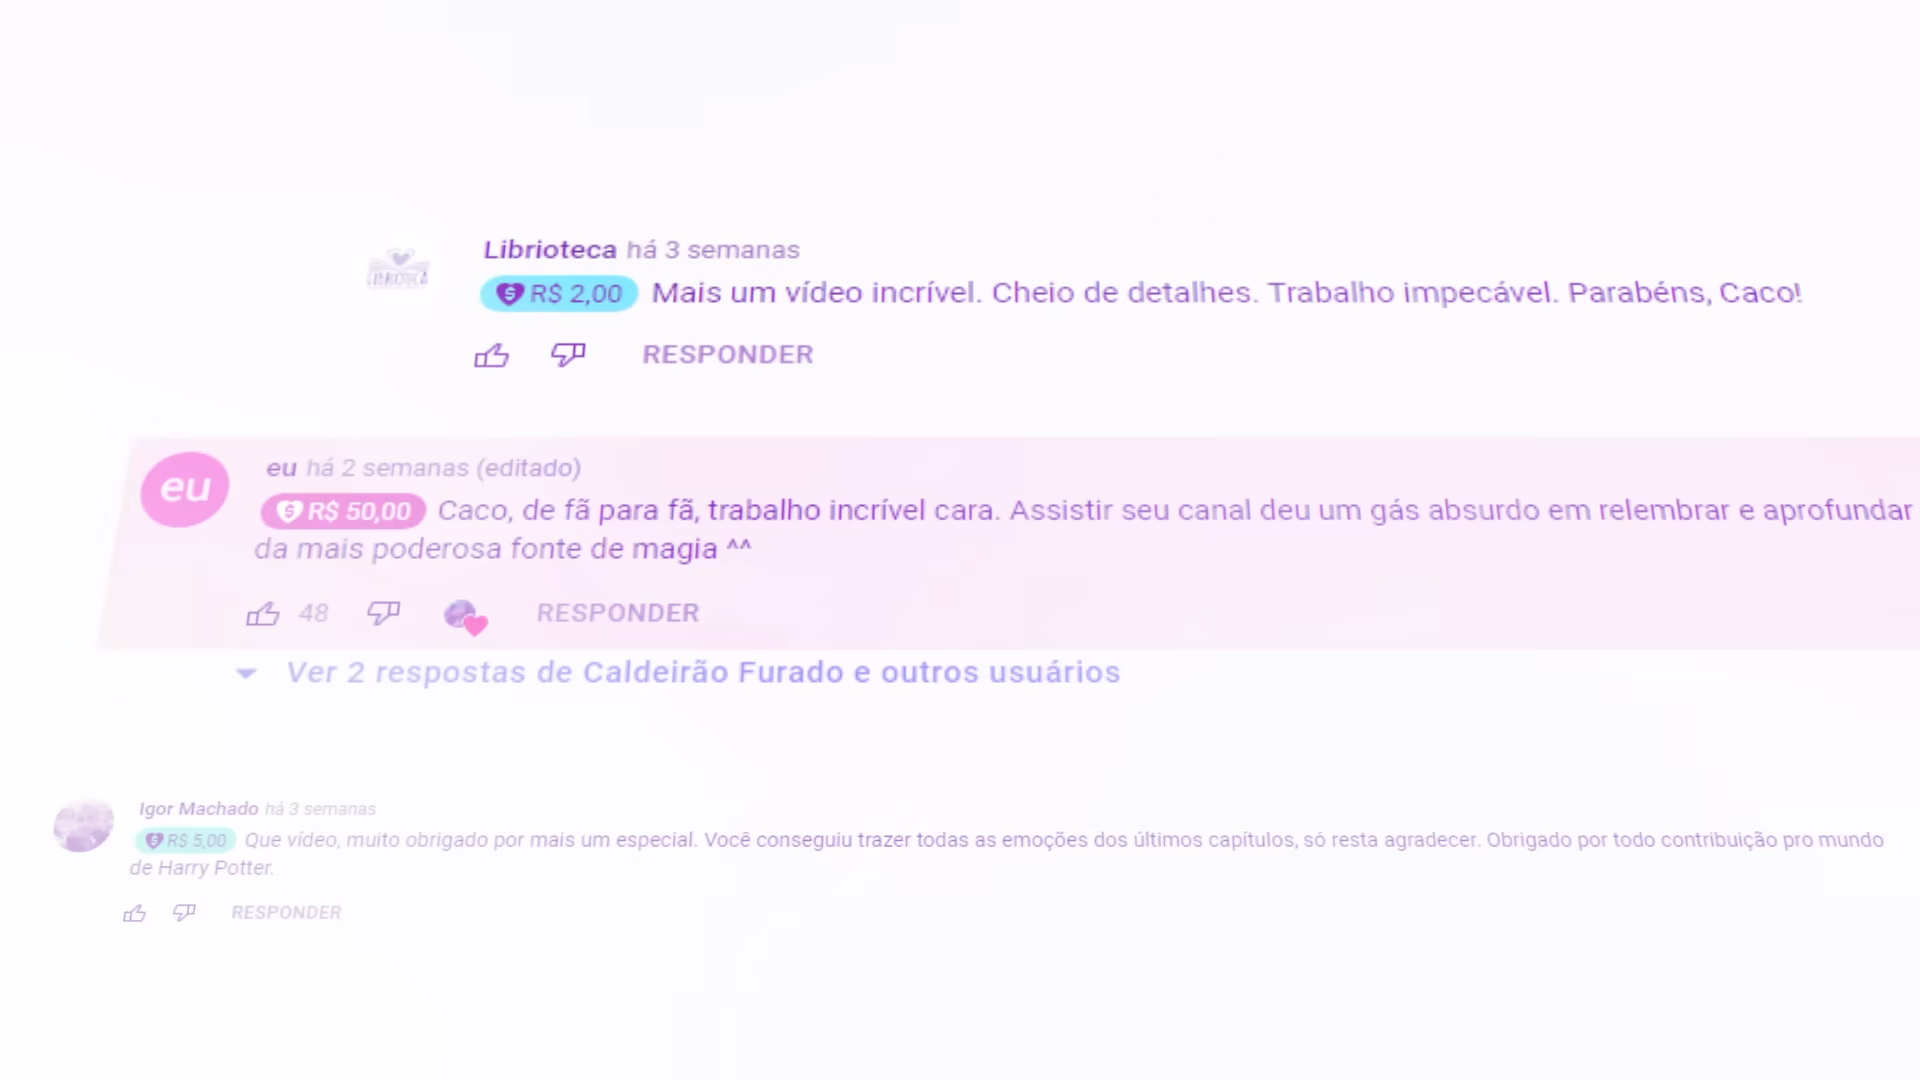 Librioteca há 3 semanas
R$ 2,00 Mais um vídeo incrível. Cheio de detalhes. Trabalho impecável. Parabéns, Caco!
RESPONDER
eu
eu há 2 semanas (editado)
R$ 50,00 Caco, de fã para fã, trabalho incrível cara. Assistir seu canal deu um gás absurdo em relembrar e aprofundar
da mais poderosa fonte de magia ^^
48 RESPONDER
Ver 2 respostas de Caldeirão Furado e outros usuários
Igor Machado há 3 semanas
R$ 5,00 Que vídeo, muito obrigado por mais um especial. Você conseguiu trazer todas as emoções dos últimos capítulos, só resta agradecer. Obrigado por todo contribuição pro mundo
de Harry Potter.
RESPONDER